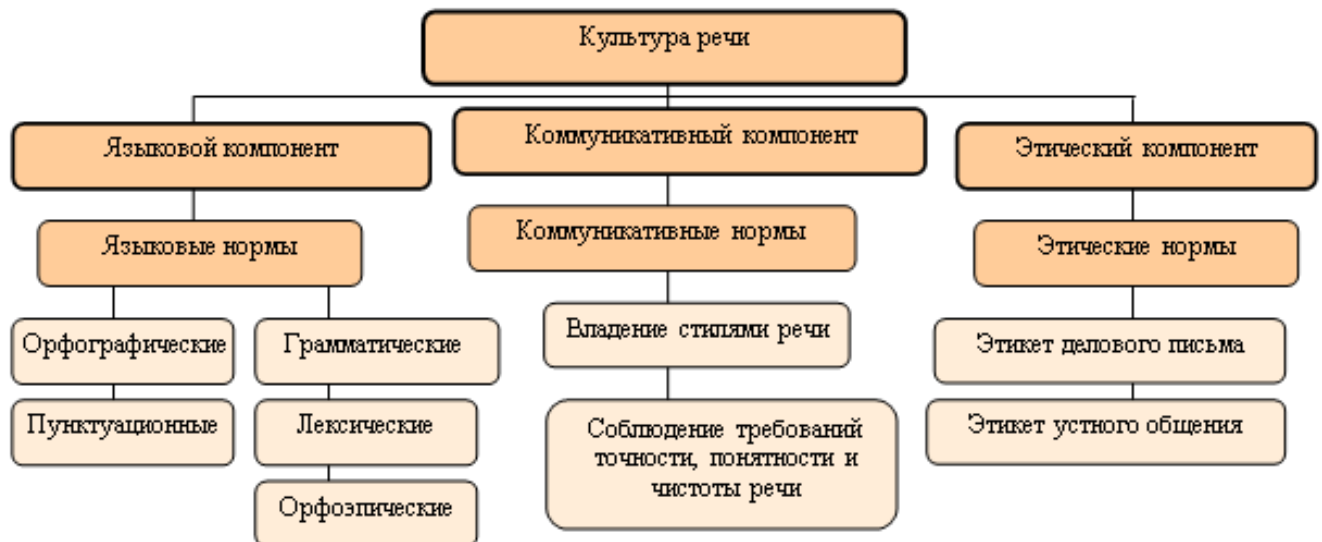 Культура речи
Языковой компонент
Коммуникативный компонент
Этический компонент
Языковые нормы
Коммуникативные нормы
Этические нормы
Орфографические
Грамматические
Владение стилями речи
Этикет делового письма
Пунктуационные
Лексические
Соблюдение требований
точности, понятности и
чистоты речи
Этикет устного общения
Орфоэпические